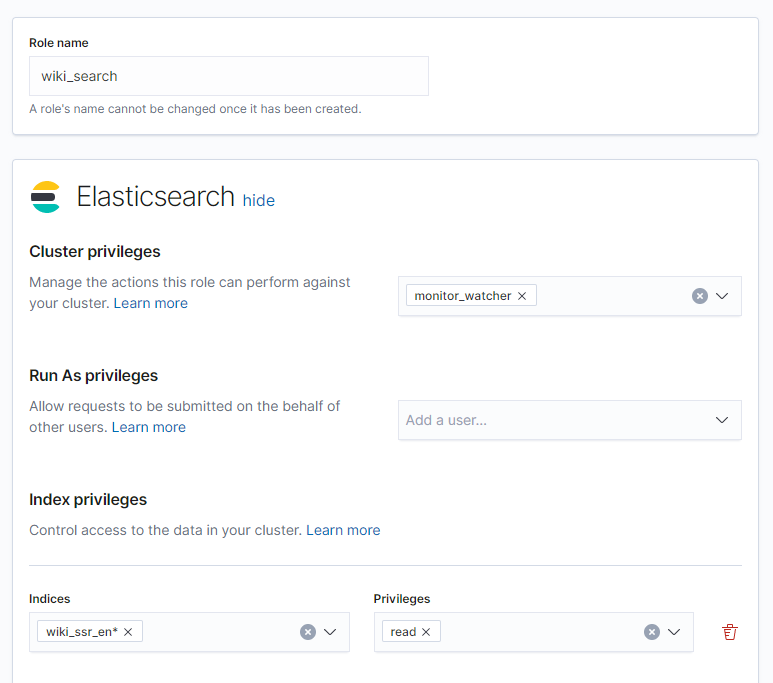 Role name
wiki_search
A role's name cannot be changed once it has been created.
Elasticsearch hide
Cluster privileges
Manage the actions this role can perform against
your cluster. Learn more
monitor_watcher
Run As privileges
Allow requests to be submitted on the behalf of
other users. Learn more
Add a user...
Index privileges
Control access to the data in your cluster. Learn more
Indices
Privileges
wiki_ssr_en*
read